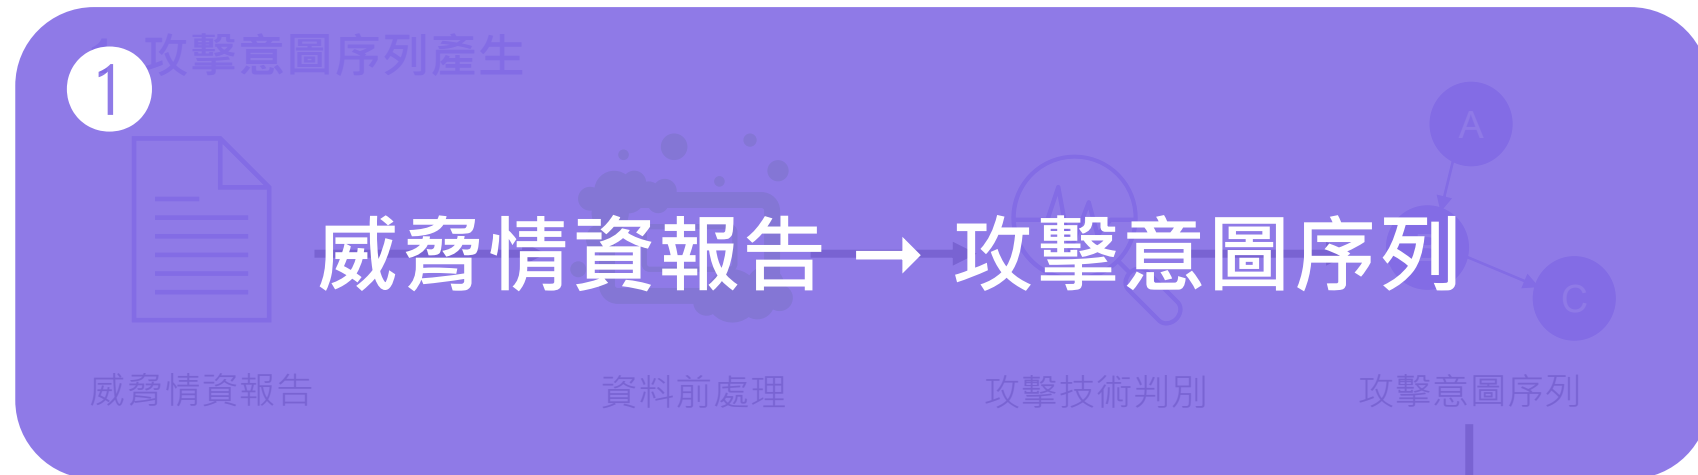 攻擊意圖序列產生
1
A
威脅情資報告 → 攻擊意圖序列
C
威脅情資報告
資料前處理
攻擊技術判別
攻擊意圖序列